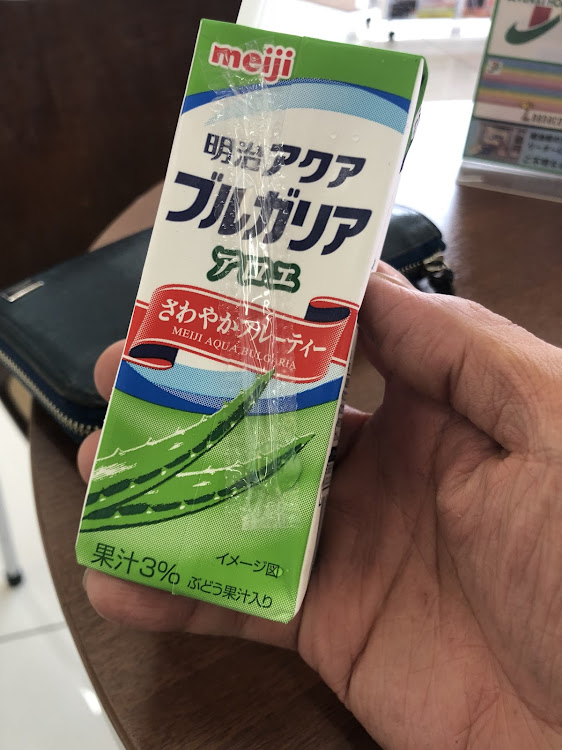 meiji
明治アクア
ブルガリア
アロエ
さわやかフルーティー
MEIJI AQUA BULGARIA
果汁3%
イメージ図
ぶどう果汁入り